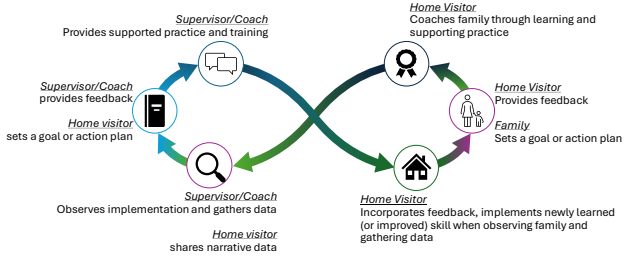 Supervisor/Coach
Provides supported practice and training
Home Visitor
Coaches family through learning and
supporting practice
Supervisor/Coach
provides feedback
Home visitor
sets a goal or action plan
Home Visitor
Provides feedback
Family
Sets a goal or action plan
Supervisor/Coach
Observes implementation and gathers data
Home visitor
shares narrative data
Home Visitor
Incorporates feedback, implements newly learned
(or improved) skill when observing family and
gathering data